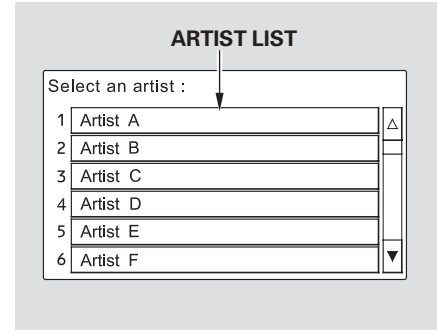 ARTIST LIST
Select an artist :
1 Artist A
2 Artist B
3 Artist C
4 Artist D
5 Artist E
6 Artist F